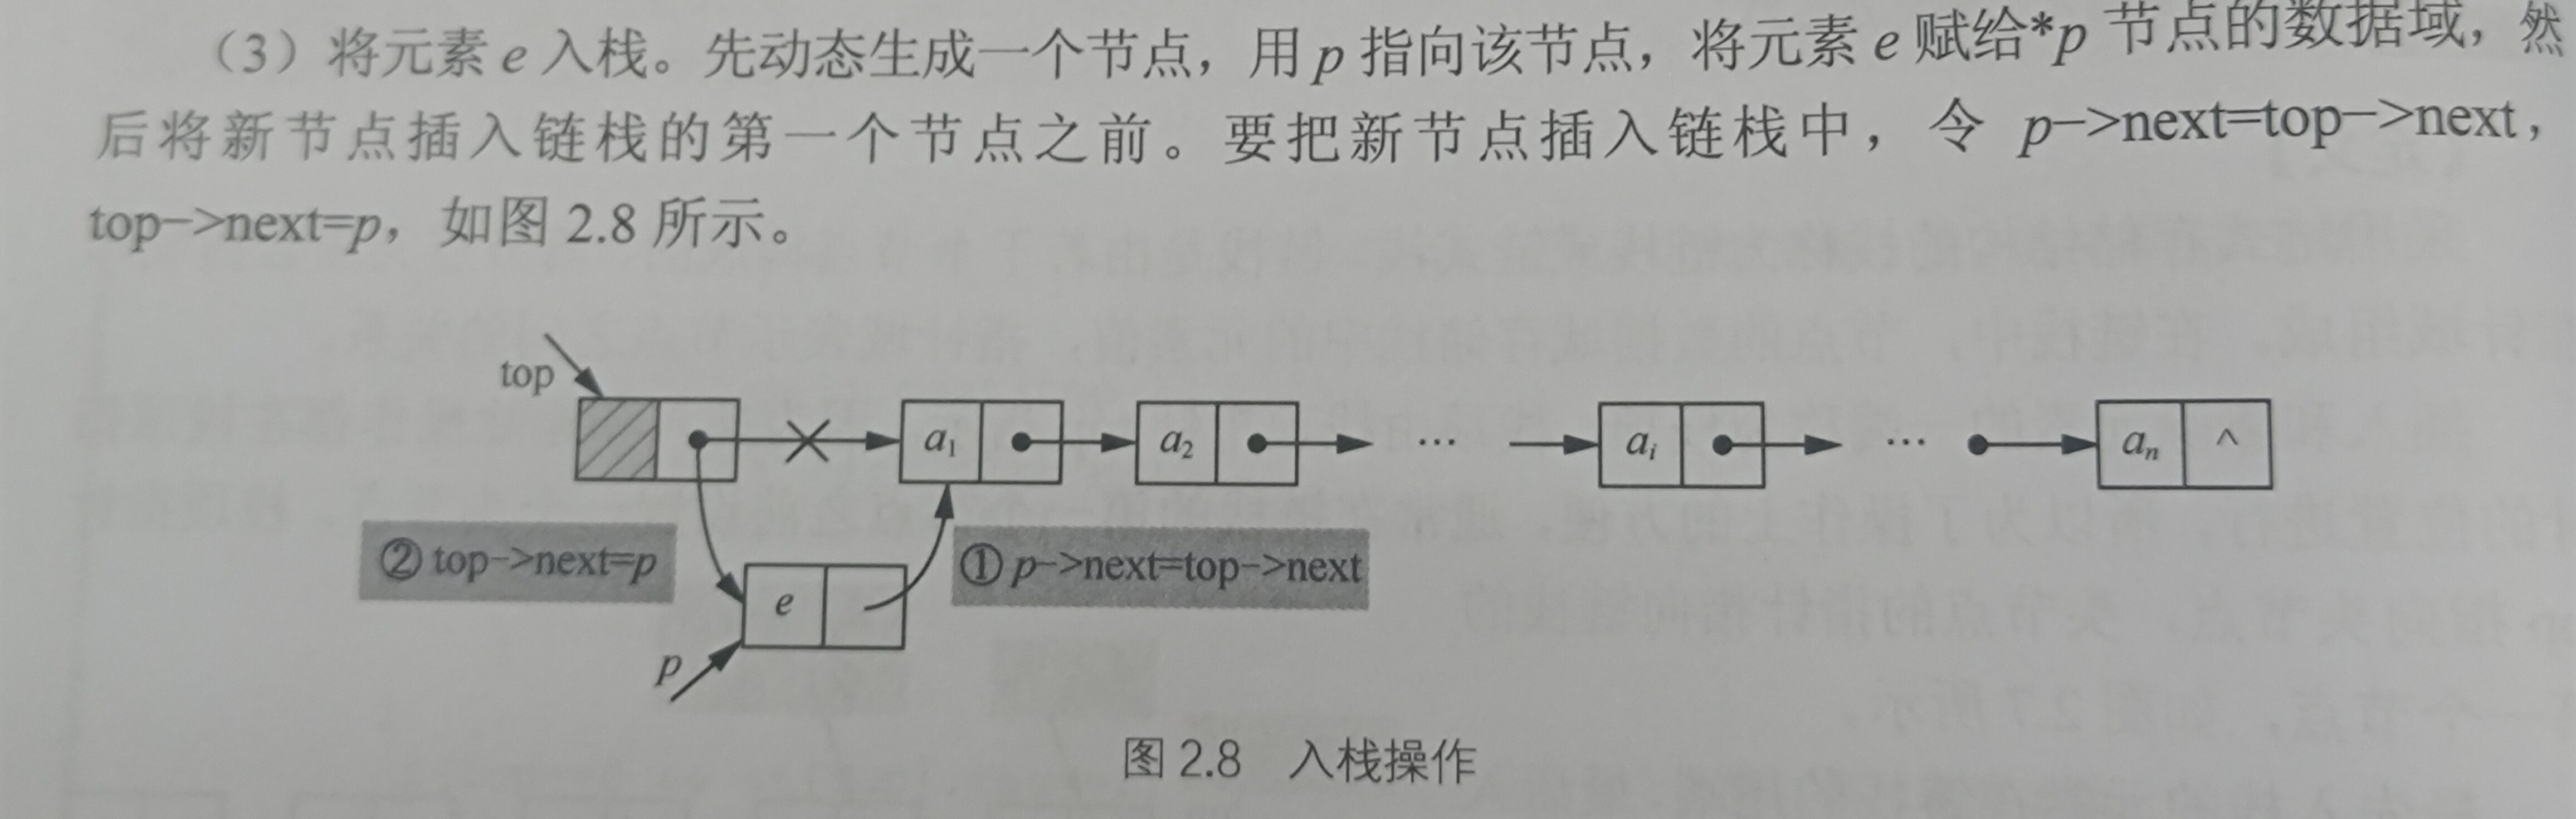 （3）将元素 e 入栈。先动态生成一个节点，用 p 指向该节点，将元素 e 赋给*p 节点的数据域，然
后将新节点插入链栈的第一个节点之前。要把新节点插入链栈中，令 p->next=top->next，
top->next=p，如图 2.8 所示。
top
a₁ a₂ ... aᵢ ... aₙ ^
② top->next=p
① p->next=top->next
e
p
图 2.8 入栈操作